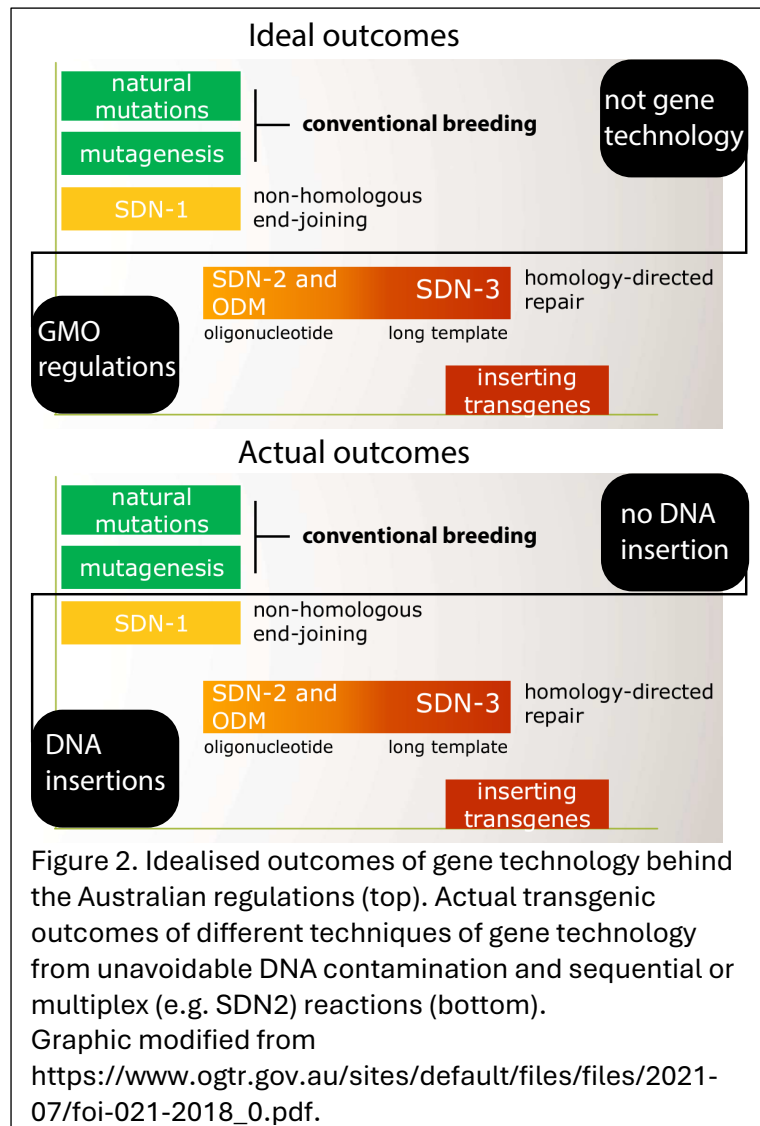 Ideal outcomes
natural
mutations
mutagenesis
conventional breeding
not gene
technology
SDN-1
non-homologous
end-joining
SDN-2 and
ODM
SDN-3
homology-directed
repair
oligonucleotide
long template
GMO
regulations
inserting
transgenes
Actual outcomes
natural
mutations
mutagenesis
conventional breeding
no DNA
insertion
SDN-1
non-homologous
end-joining
SDN-2 and
ODM
SDN-3
homology-directed
repair
oligonucleotide
long template
DNA
insertions
inserting
transgenes
Figure 2. Idealised outcomes of gene technology behind
the Australian regulations (top). Actual transgenic
outcomes of different techniques of gene technology
from unavoidable DNA contamination and sequential or
multiplex (e.g. SDN2) reactions (bottom).
Graphic modified from
https://www.ogtr.gov.au/sites/default/files/files/2021-
07/foi-021-2018_0.pdf.